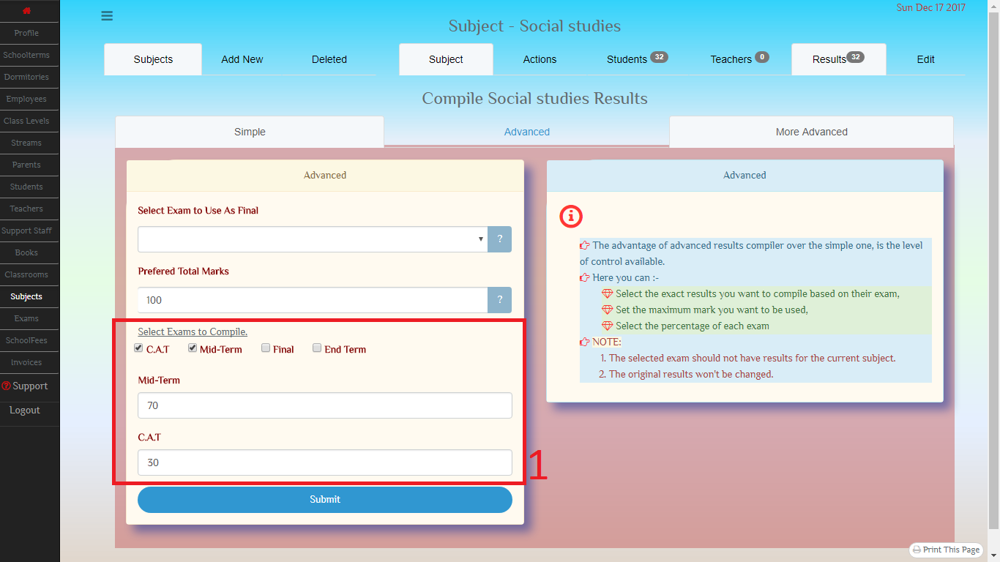 Sun Dec 17 2017
Subject - Social studies
Subjects
Add New
Deleted
Subject
Actions
Students 32
Teachers 0
Results 32
Edit
Profile
Schoolterms
Dormitories
Employees
Class Levels
Streams
Parents
Students
Teachers
Support Staff
Books
Classrooms
Subjects
Exams
SchoolFees
Invoices
Support
Logout
Compile Social studies Results
Simple
Advanced
More Advanced
Advanced
Select Exam to Use As Final
?
Prefered Total Marks
100
?
Select Exams to Compile.
C.A.T Mid-Term Final End Term
Mid-Term
70
C.A.T
30
1
Submit
Advanced
The advantage of advanced results compiler over the simple one, is the level
of control available.
Here you can :-
Select the exact results you want to compile based on their exam,
Set the maximum mark you want to be used,
Select the percentage of each exam
NOTE:
1. The selected exam should not have results for the current subject.
2. The original results won't be changed.
Print This Page